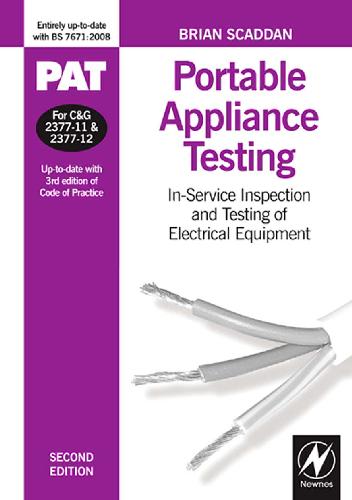 Entirely up-to-date
with BS 7671:2008
BRIAN SCADDAN
PAT
For C&G
2377-11 &
2377-12
Up-to-date with
3rd edition of
Code of Practice
Portable
Appliance
Testing
In-Service Inspection
and Testing of
Electrical Equipment
SECOND
EDITION
Newnes